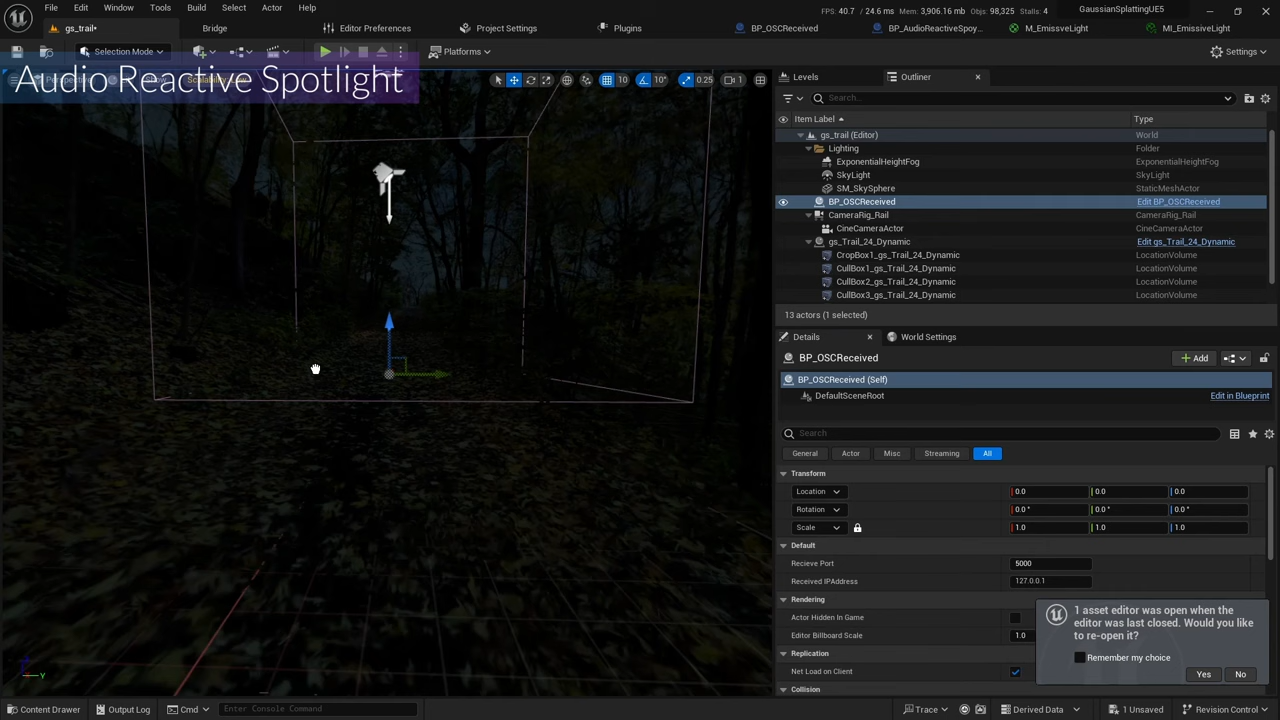 File Edit Window Tools Build Select Actor Help
FPS: 40.7 / 24.6 ms Mem: 3,906.16 mb Objs: 98,325 Stalls: 4
GaussianSplattingUE5
gs_trail• Bridge Editor Preferences Project Settings Plugins BP_OSCReceived BP_AudioReactiveSpoy... M_EmissveLight MI_EmissiveLight
Selection Mode Platforms Settings
Audio Reactive Spotlight
10 10° 0.25 1
Levels Outliner
Search...
Item Label Type
gs_trail (Editor) World
Lighting Folder
ExponentialHeightFog ExponentialHeightFog
SkyLight SkyLight
SM_SkySphere StaticMeshActor
BP_OSCReceived Edit BP_OSCReceived
CameraRig_Rail CameraRig_Rail
CineCameraActor CineCameraActor
gs_Trail_24_Dynamic Edit gs_Trail_24_Dynamic
CropBox1_gs_Trail_24_Dynamic LocationVolume
CullBox1_gs_Trail_24_Dynamic LocationVolume
CullBox2_gs_Trail_24_Dynamic LocationVolume
CullBox3_gs_Trail_24_Dynamic LocationVolume
13 actors (1 selected)
Details World Settings
BP_OSCReceived Add
BP_OSCReceived (Self)
DefaultSceneRoot Edit in Blueprint
Search
General Actor Misc Streaming All
Transform
Location 0.0 0.0 0.0
Rotation 0.0° 0.0° 0.0°
Scale 1.0 1.0 1.0
Default
Recieve Port 5000
Received IPAddress 127.0.0.1
Rendering
Actor Hidden In Game
Editor Billboard Scale 1.0
Replication
Net Load on Client
Collision
1 asset editor was open when the
editor was last closed. Would you like
to re-open it?
Remember my choice
Yes No
Y
Content Drawer Output Log Cmd Enter Console Command Trace Derived Data 1 Unsaved Revision Control